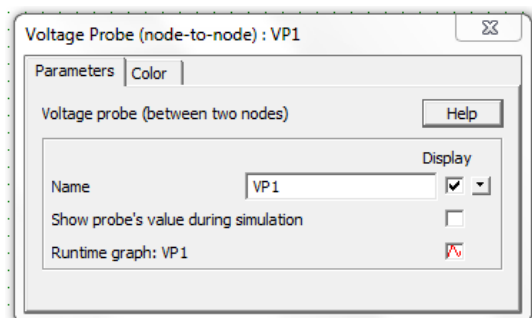 Voltage Probe (node-to-node) : VP1
Parameters Color
Voltage probe (between two nodes) Help
Display
Name VP1
Show probe's value during simulation
Runtime graph: VP1